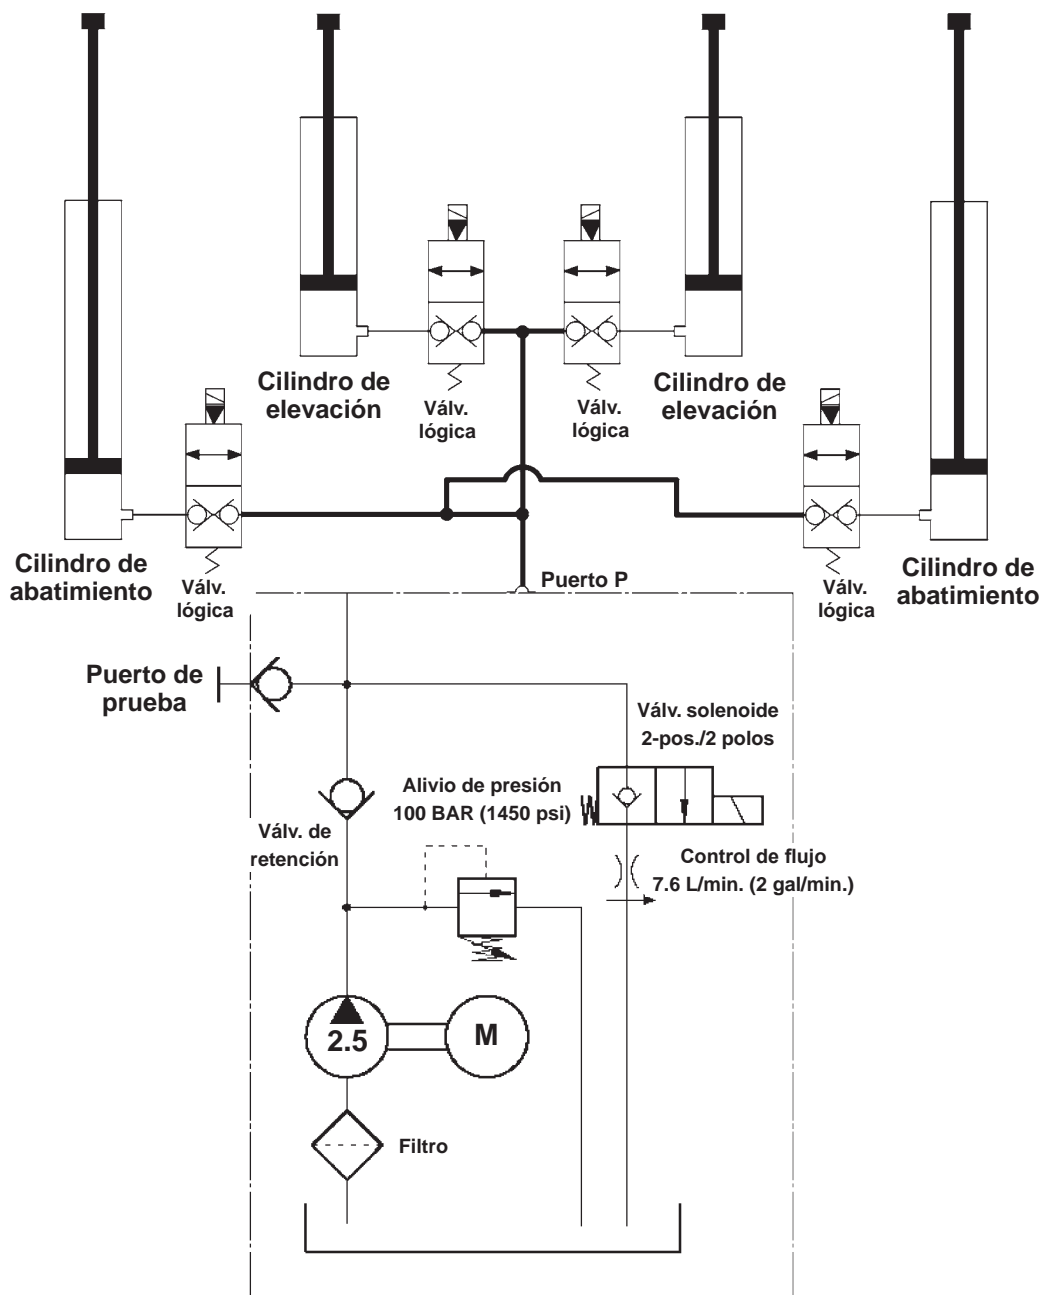 Cilindro de
elevación
Cilindro de
elevación
Válv.
lógica
Válv.
lógica
Cilindro de
abatimiento
Válv.
lógica
Puerto P
Válv.
lógica
Cilindro de
abatimiento
Puerto de
prueba
Válv. solenoide
2-pos./2 polos
Alivio de presión
100 BAR (1450 psi)
Válv. de
retención
Control de flujo
7.6 L/min. (2 gal/min.)
2.5
M
Filtro